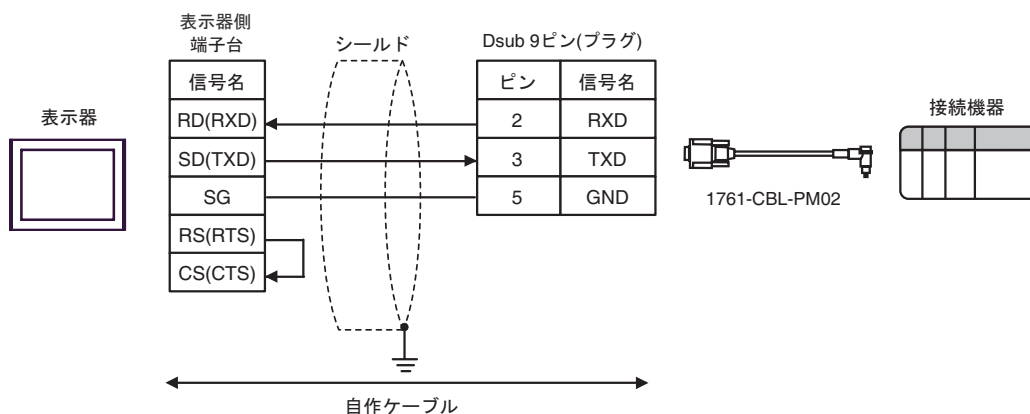 表示器
表示器側
端子台
信号名
RD(RXD)
SD(TXD)
SG
RS(RTS)
CS(CTS)
シールド
Dsub 9ピン(プラグ)
ピン 信号名
2 RXD
3 TXD
5 GND
1761-CBL-PM02
接続機器
自作ケーブル